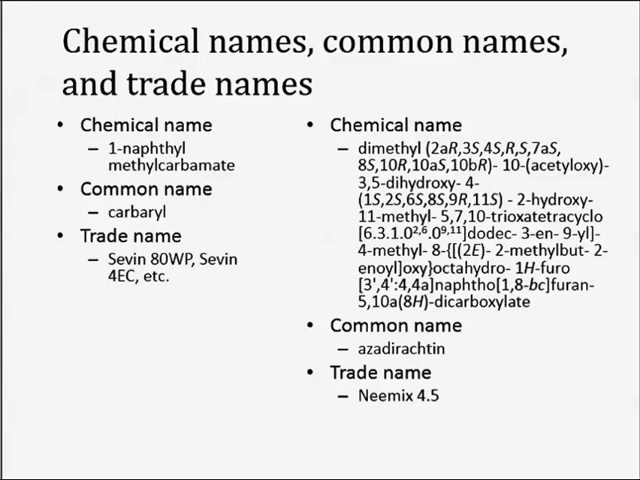 Chemical names, common names,
and trade names
• Chemical name
– 1-naphthyl
methylcarbamate
• Common name
– carbaryl
• Trade name
– Sevin 80WP, Sevin
4EC, etc.
• Chemical name
– dimethyl (2aR,3S,4S,R,S,7aS,
8S,10R,10aS,10bR)- 10-(acetyloxy)-
3,5-dihydroxy- 4-
(1S,2S,6S,8S,9R,11S) - 2-hydroxy-
11-methyl- 5,7,10-trioxatetracyclo
[6.3.1.0²,⁶.0⁹,¹¹]dodec- 3-en- 9-yl]-
4-methyl- 8-{[(2E)- 2-methylbut- 2-
enoyl]oxy}octahydro- 1H-furo
[3',4':4,4a]naphtho[1,8-bc]furan-
5,10a(8H)-dicarboxylate
• Common name
– azadirachtin
• Trade name
– Neemix 4.5